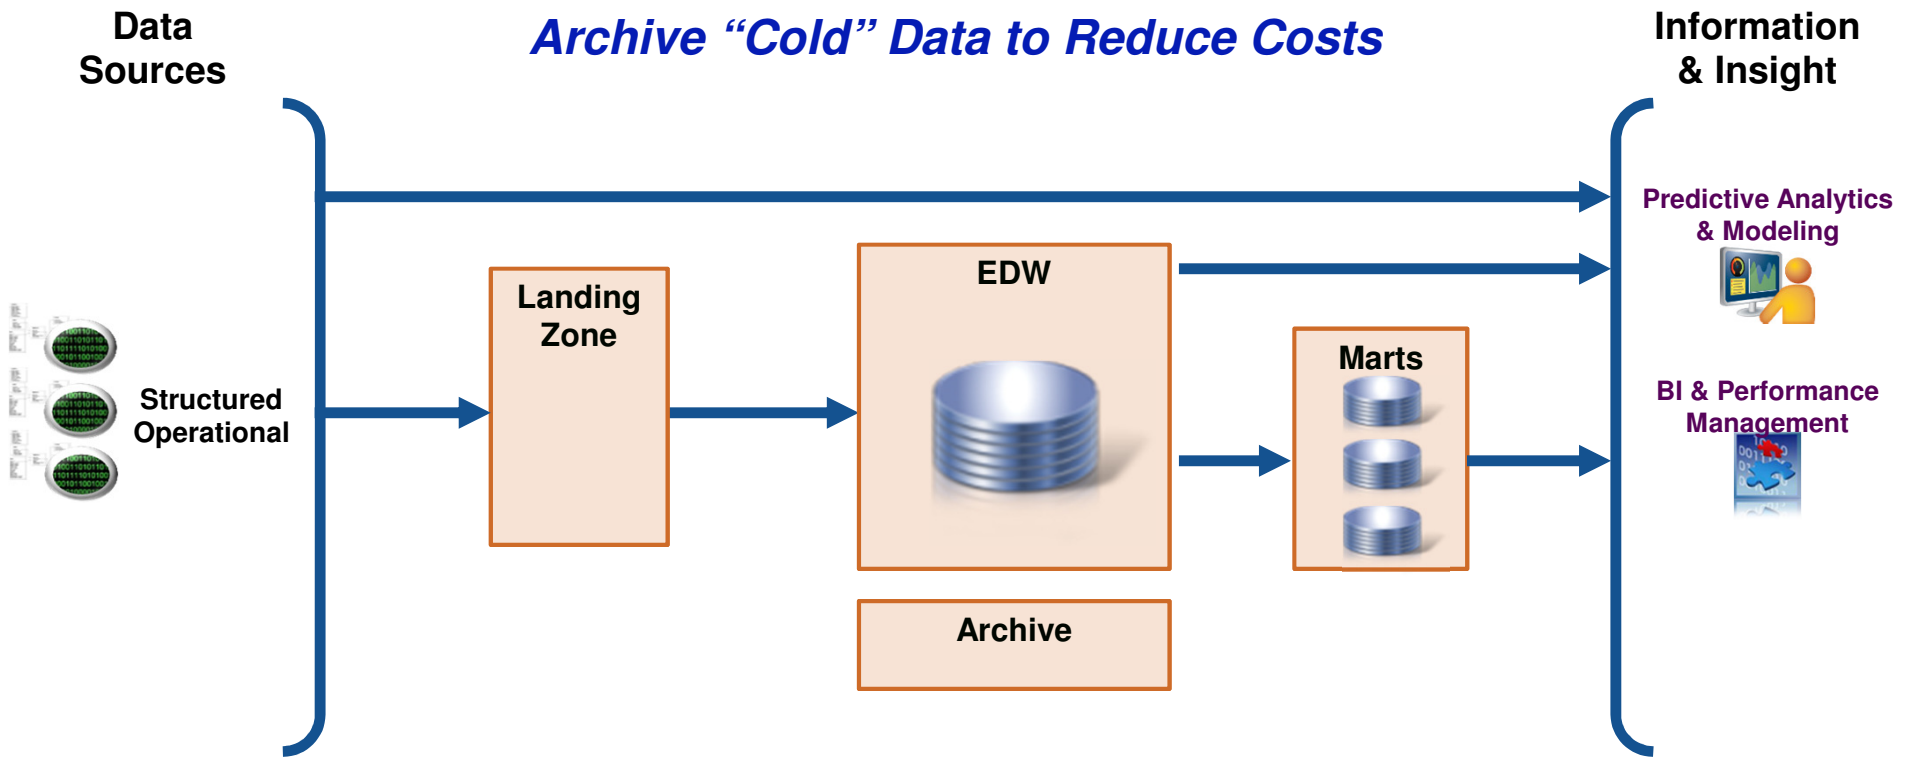 Data
Sources
Archive “Cold” Data to Reduce Costs
Information
& Insight
Predictive Analytics
& Modeling
EDW
Landing
Zone
Marts
Structured
Operational
BI & Performance
Management
Archive